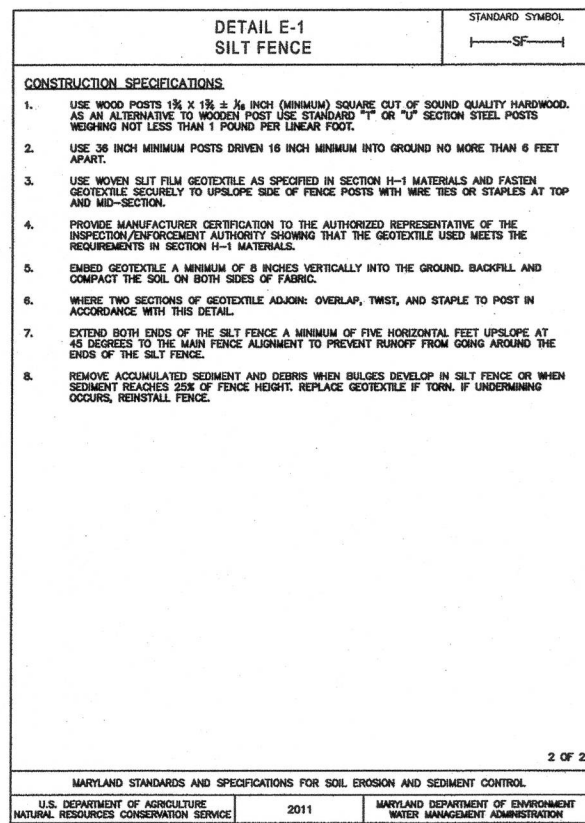 DETAIL E-1
SILT FENCE
STANDARD SYMBOL
SF
CONSTRUCTION SPECIFICATIONS
1. USE WOOD POSTS 1¾ X 1¾ ± 1/16 INCH (MINIMUM) SQUARE CUT OF SOUND QUALITY HARDWOOD.
AS AN ALTERNATIVE TO WOODEN POST USE STANDARD "T" OR "U" SECTION STEEL POSTS
WEIGHING NOT LESS THAN 1 POUND PER LINEAR FOOT.
2. USE 36 INCH MINIMUM POSTS DRIVEN 16 INCH MINIMUM INTO GROUND NO MORE THAN 6 FEET
APART.
3. USE WOVEN SLIT FILM GEOTEXTILE AS SPECIFIED IN SECTION H-1 MATERIALS AND FASTEN
GEOTEXTILE SECURELY TO UPSLOPE SIDE OF FENCE POSTS WITH WIRE TIES OR STAPLES AT TOP
AND MID-SECTION.
4. PROVIDE MANUFACTURER CERTIFICATION TO THE AUTHORIZED REPRESENTATIVE OF THE
INSPECTION/ENFORCEMENT AUTHORITY SHOWING THAT THE GEOTEXTILE USED MEETS THE
REQUIREMENTS IN SECTION H-1 MATERIALS.
5. EMBED GEOTEXTILE A MINIMUM OF 8 INCHES VERTICALLY INTO THE GROUND. BACKFILL AND
COMPACT THE SOIL ON BOTH SIDES OF FABRIC.
6. WHERE TWO SECTIONS OF GEOTEXTILE ADJOIN: OVERLAP, TWIST, AND STAPLE TO POST IN
ACCORDANCE WITH THIS DETAIL.
7. EXTEND BOTH ENDS OF THE SILT FENCE A MINIMUM OF FIVE HORIZONTAL FEET UPSLOPE AT
45 DEGREES TO THE MAIN FENCE ALIGNMENT TO PREVENT RUNOFF FROM GOING AROUND THE
ENDS OF THE SILT FENCE.
8. REMOVE ACCUMULATED SEDIMENT AND DEBRIS WHEN BULGES DEVELOP IN SILT FENCE OR WHEN
SEDIMENT REACHES 25% OF FENCE HEIGHT. REPLACE GEOTEXTILE IF TORN. IF UNDERMINING
OCCURS, REINSTALL FENCE.
2 OF 2
MARYLAND STANDARDS AND SPECIFICATIONS FOR SOIL EROSION AND SEDIMENT CONTROL
U.S. DEPARTMENT OF AGRICULTURE
NATURAL RESOURCES CONSERVATION SERVICE
2011
MARYLAND DEPARTMENT OF ENVIRONMENT
WATER MANAGEMENT ADMINISTRATION